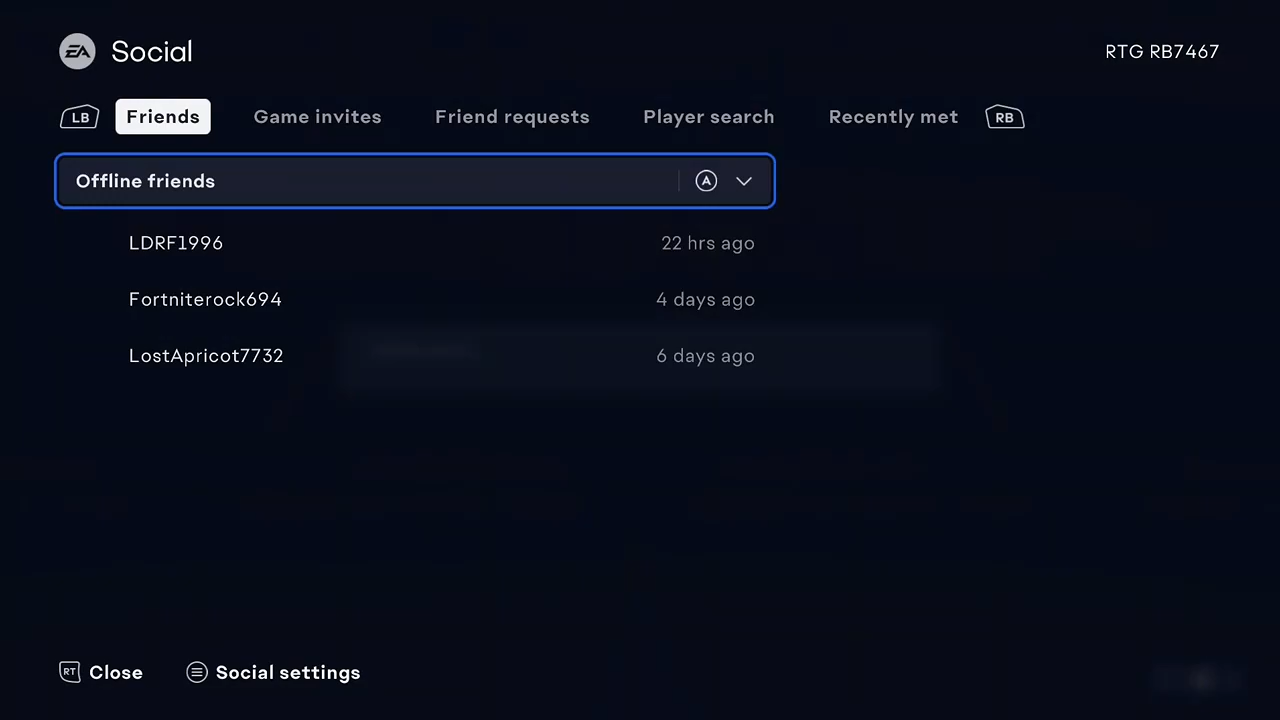 EA Social
RTG RB7467
LB Friends Game invites Friend requests Player search Recently met RB
Offline friends A
LDRF1996 22 hrs ago
Fortniterock694 4 days ago
LostApricot7732 6 days ago
RT Close Social settings